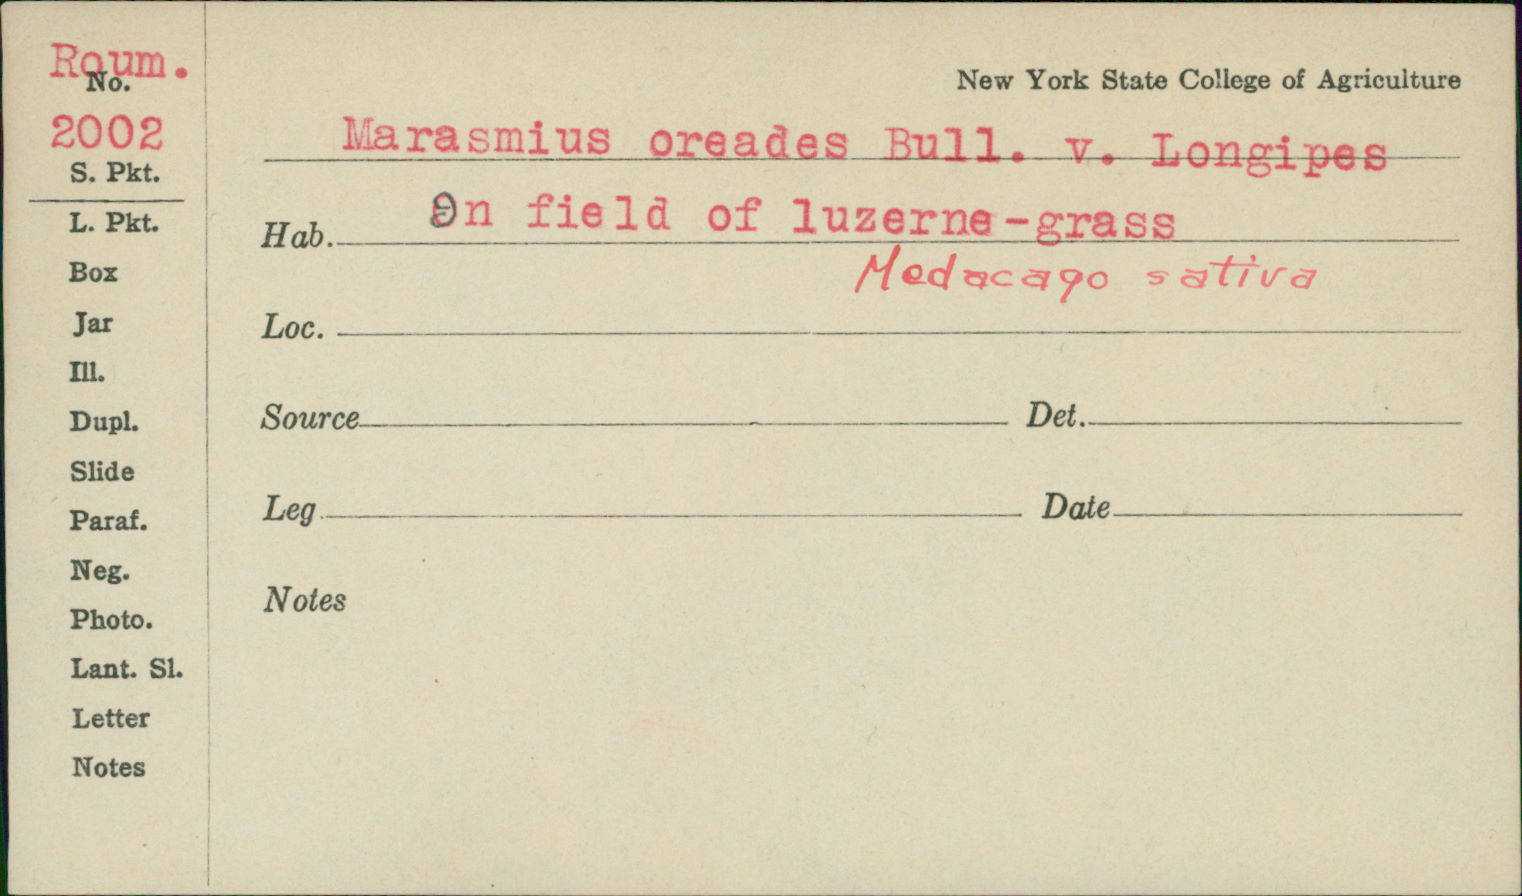 Roum.
No.
2002
S. Pkt.
L. Pkt.
Box
Jar
Ill.
Dupl.
Slide
Paraf.
Neg.
Photo.
Lant. Sl.
Letter
Notes
New York State College of Agriculture
Marasmius oreades Bull. v. Longipes
Hab. On field of luzerne-grass
Medacago sativa
Loc.
Source Det.
Leg Date
Notes